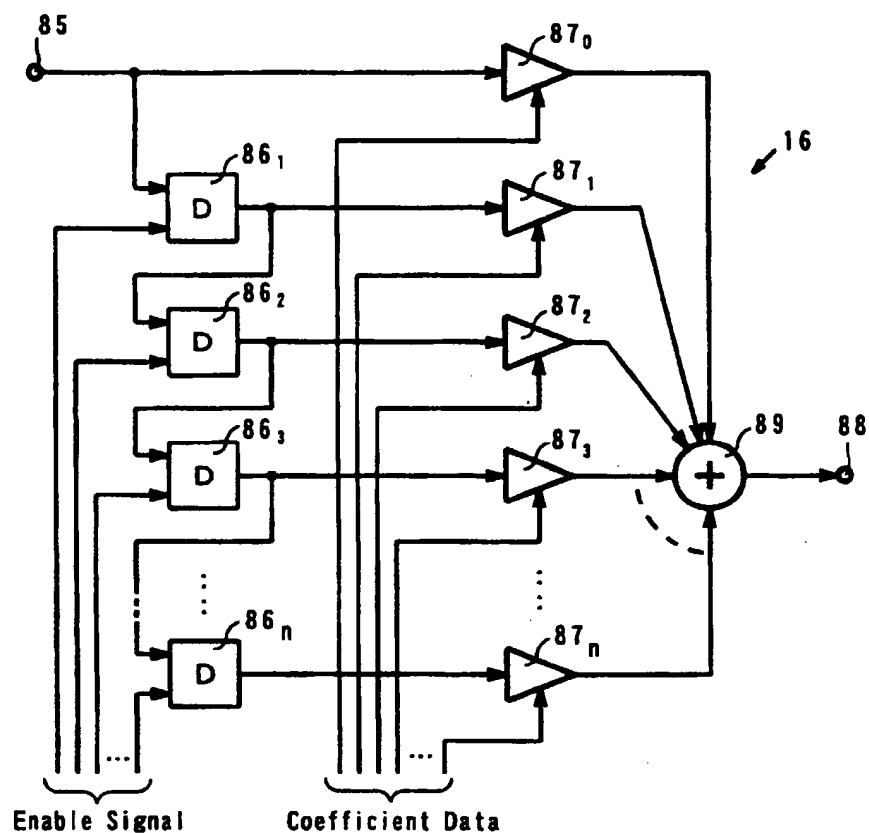 85
87₀
16
86₁
D
87₁
86₂
D
87₂
86₃
D
87₃
89
88
+
86ₙ
D
87ₙ
Enable Signal
Coefficient Data